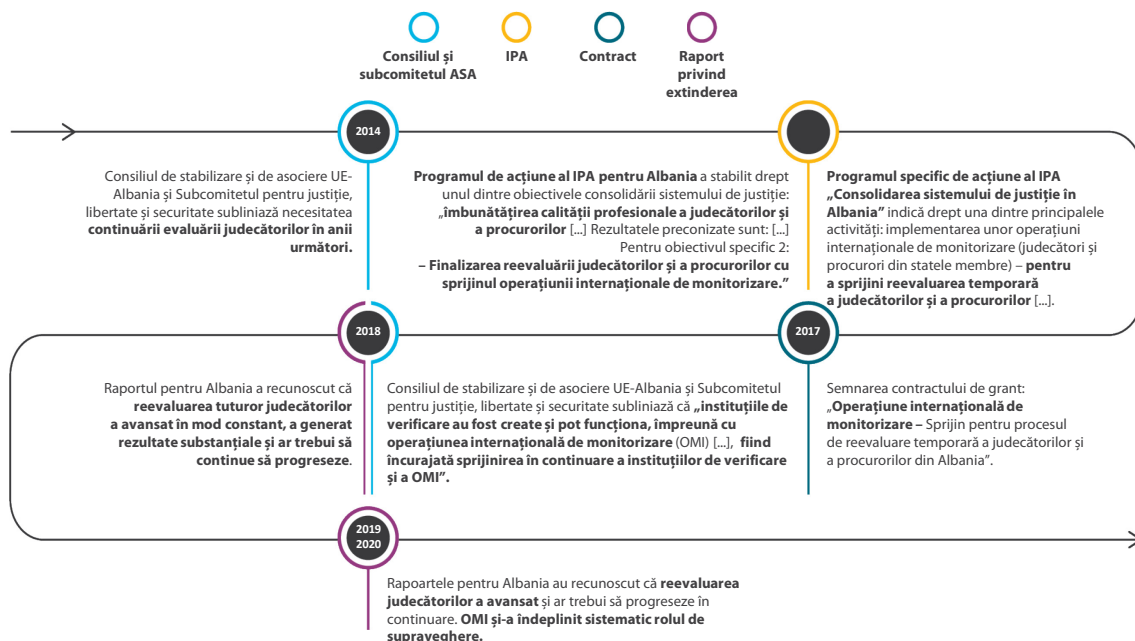 Consiliul și
subcomitetul ASA
IPA
Contract
Raport
privind
extinderea
2014
Consiliul de stabilizare și de asociere UE-
Albania și Subcomitetul pentru justiție,
libertate și securitate subliniază necesitatea
continuării evaluării judecătorilor în anii
următori.
Programul de acțiune al IPA pentru Albania a stabilit drept
unul dintre obiectivele consolidării sistemului de justiție:
„îmbunătățirea calității profesionale a judecătorilor și
a procurorilor [...] Rezultatele preconizate sunt: [...]
Pentru obiectivul specific 2:
– Finalizarea reevaluării judecătorilor și a procurorilor cu
sprijinul operațiunii internaționale de monitorizare.”
Programul specific de acțiune al IPA
„Consolidarea sistemului de justiție în
Albania” indică drept una dintre principalele
activități: implementarea unor operațiuni
internaționale de monitorizare (judecători și
procurori din statele membre) – pentru
a sprijini reevaluarea temporară
a judecătorilor și a procurorilor [...].
2017
Semnarea contractului de grant:
„Operațiune internațională de
monitorizare – Sprijin pentru procesul
de reevaluare temporară a judecătorilor și
a procurorilor din Albania”.
2018
Raportul pentru Albania a recunoscut că
reevaluarea tuturor judecătorilor
a avansat în mod constant, a generat
rezultate substanțiale și ar trebui să
continue să progreseze.
Consiliul de stabilizare și de asociere UE-Albania și Subcomitetul
pentru justiție, libertate și securitate subliniază că „instituțiile de
verificare au fost create și pot funcționa, împreună cu
operațiunea internațională de monitorizare (OMI) [...], fiind
încurajată sprijinirea în continuare a instituțiilor de verificare
și a OMI”.
2019
2020
Rapoartele pentru Albania au recunoscut că reevaluarea
judecătorilor a avansat și ar trebui să progreseze în
continuare. OMI și-a îndeplinit sistematic rolul de
supraveghere.